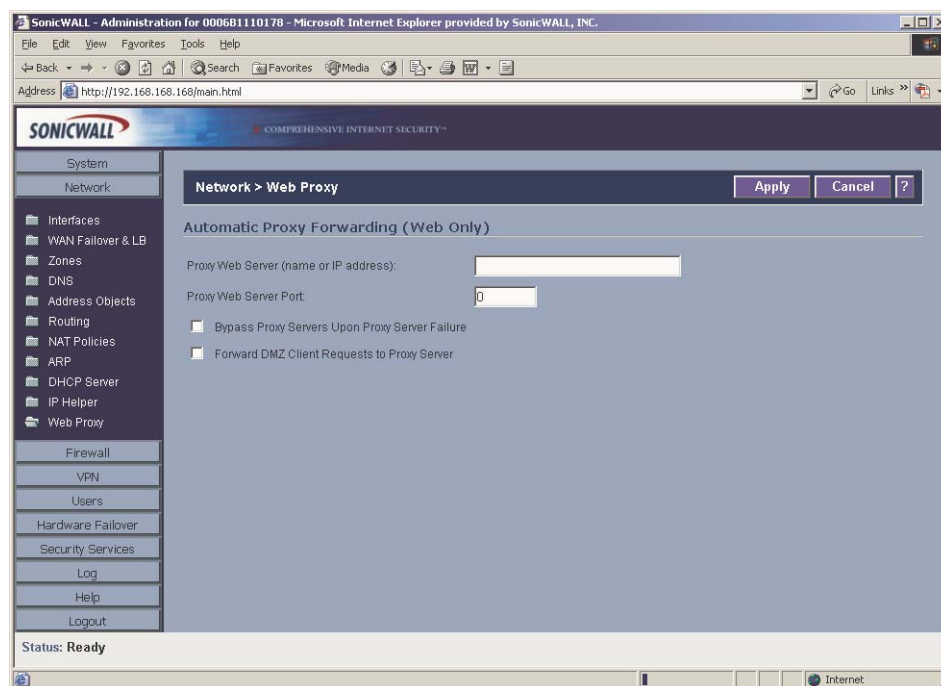 SonicWALL - Administration for 0006B1110178 - Microsoft Internet Explorer provided by SonicWALL, INC.
File Edit View Favorites Tools Help
Back Search Favorites Media
Address http://192.168.168.168/main.html Go Links »
SONICWALL COMPREHENSIVE INTERNET SECURITY™
System
Network
Network > Web Proxy Apply Cancel ?
Interfaces
WAN Failover & LB
Zones
DNS
Address Objects
Routing
NAT Policies
ARP
DHCP Server
IP Helper
Web Proxy
Automatic Proxy Forwarding (Web Only)
Proxy Web Server (name or IP address):
Proxy Web Server Port: 0
Bypass Proxy Servers Upon Proxy Server Failure
Forward DMZ Client Requests to Proxy Server
Firewall
VPN
Users
Hardware Failover
Security Services
Log
Help
Logout
Status: Ready
Internet